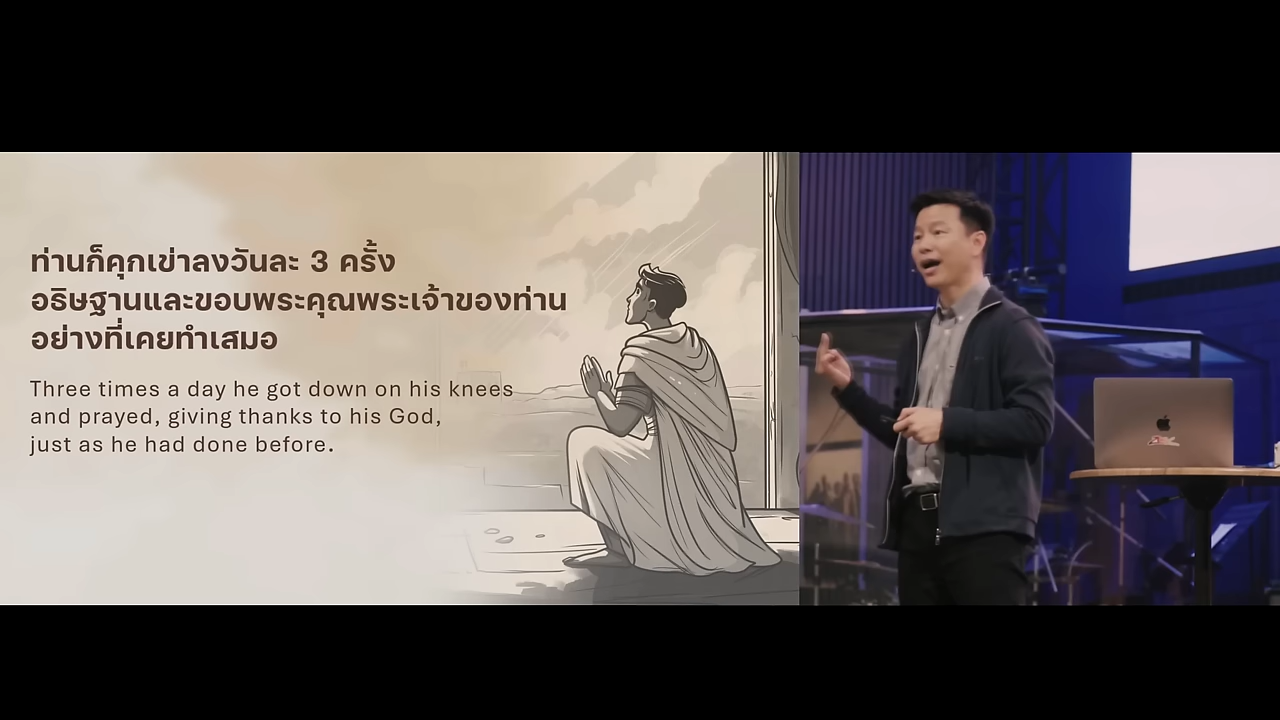 ท่านก็คุกเข่าลงวันละ 3 ครั้ง
อธิษฐานและขอบพระคุณพระเจ้าของท่าน
อย่างที่เคยทำเสมอ
Three times a day he got down on his knees
and prayed, giving thanks to his God,
just as he had done before.